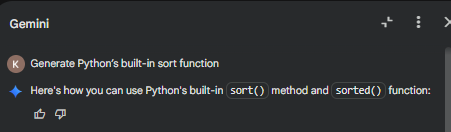 Gemini
K Generate Python's built-in sort function
Here's how you can use Python's built-in sort() method and sorted() function: